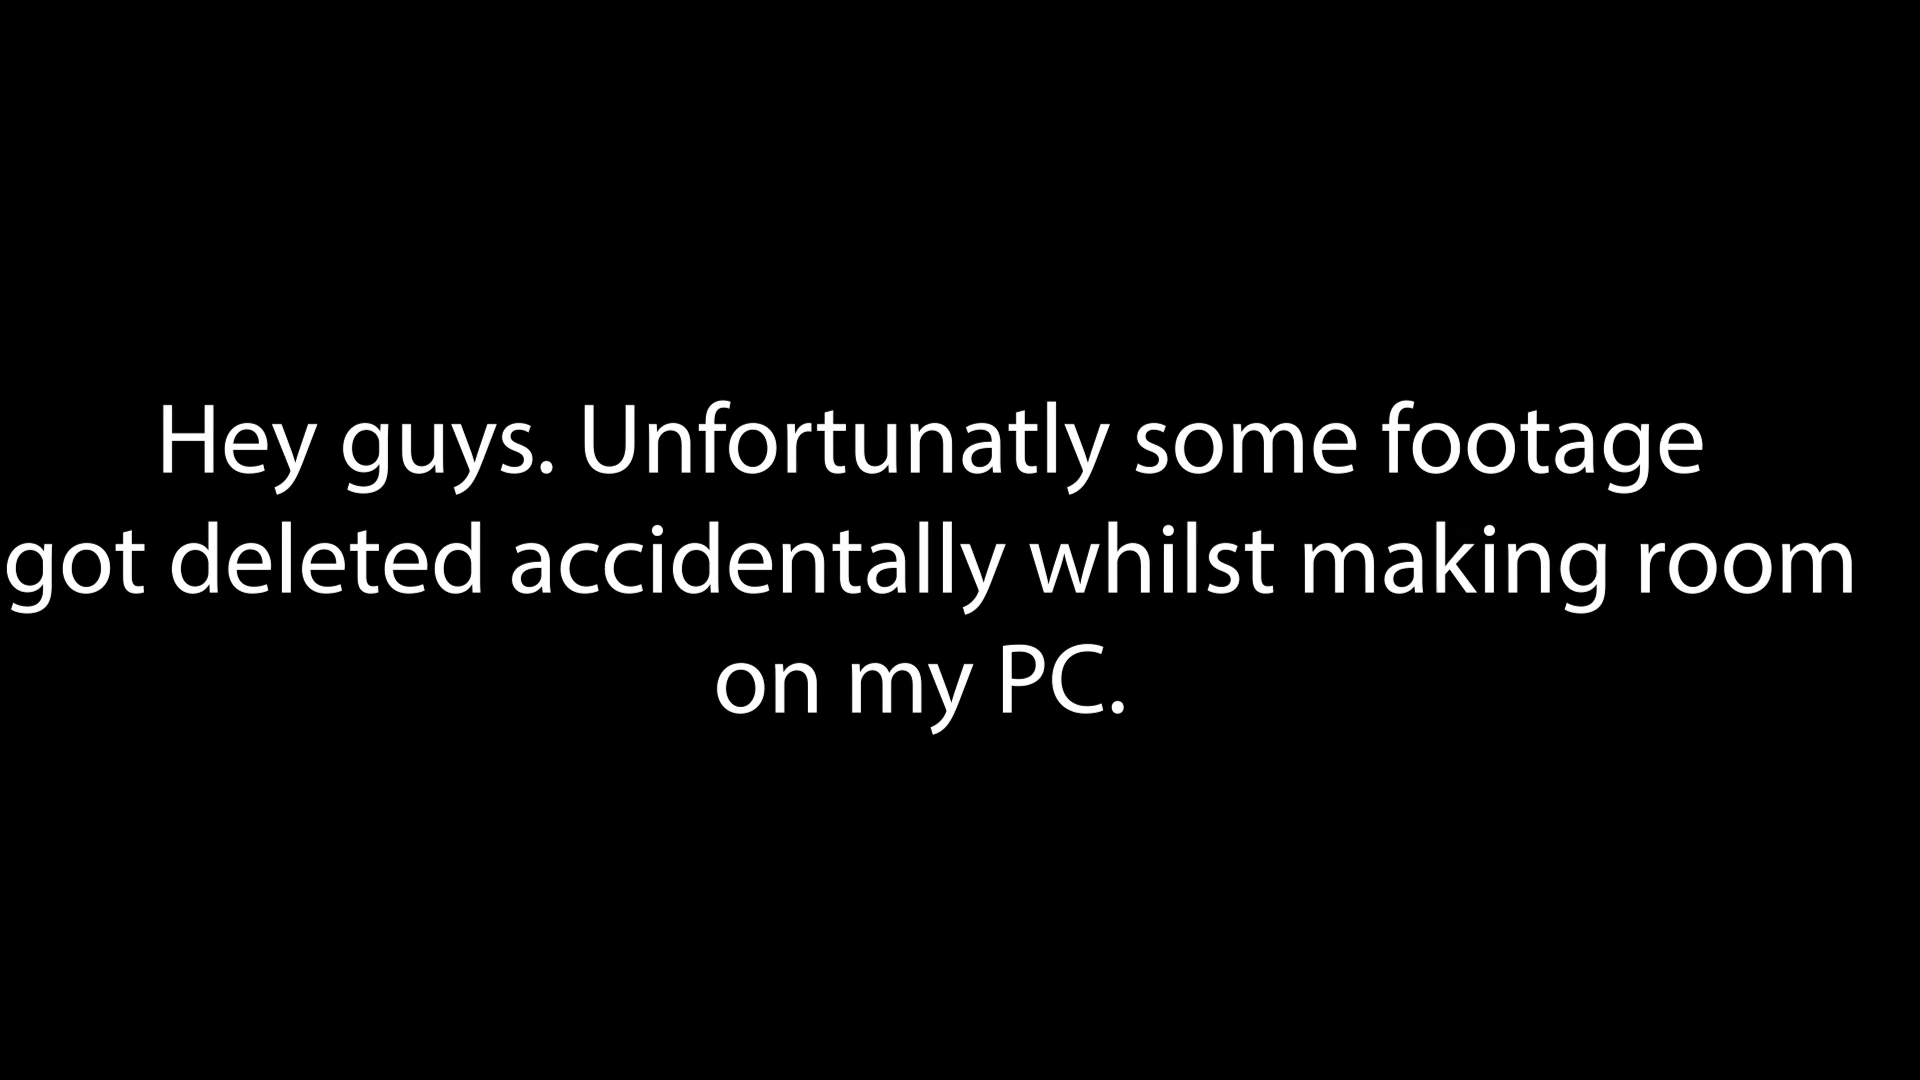 Hey guys. Unfortunatly some footage
got deleted accidentally whilst making room
on my PC.